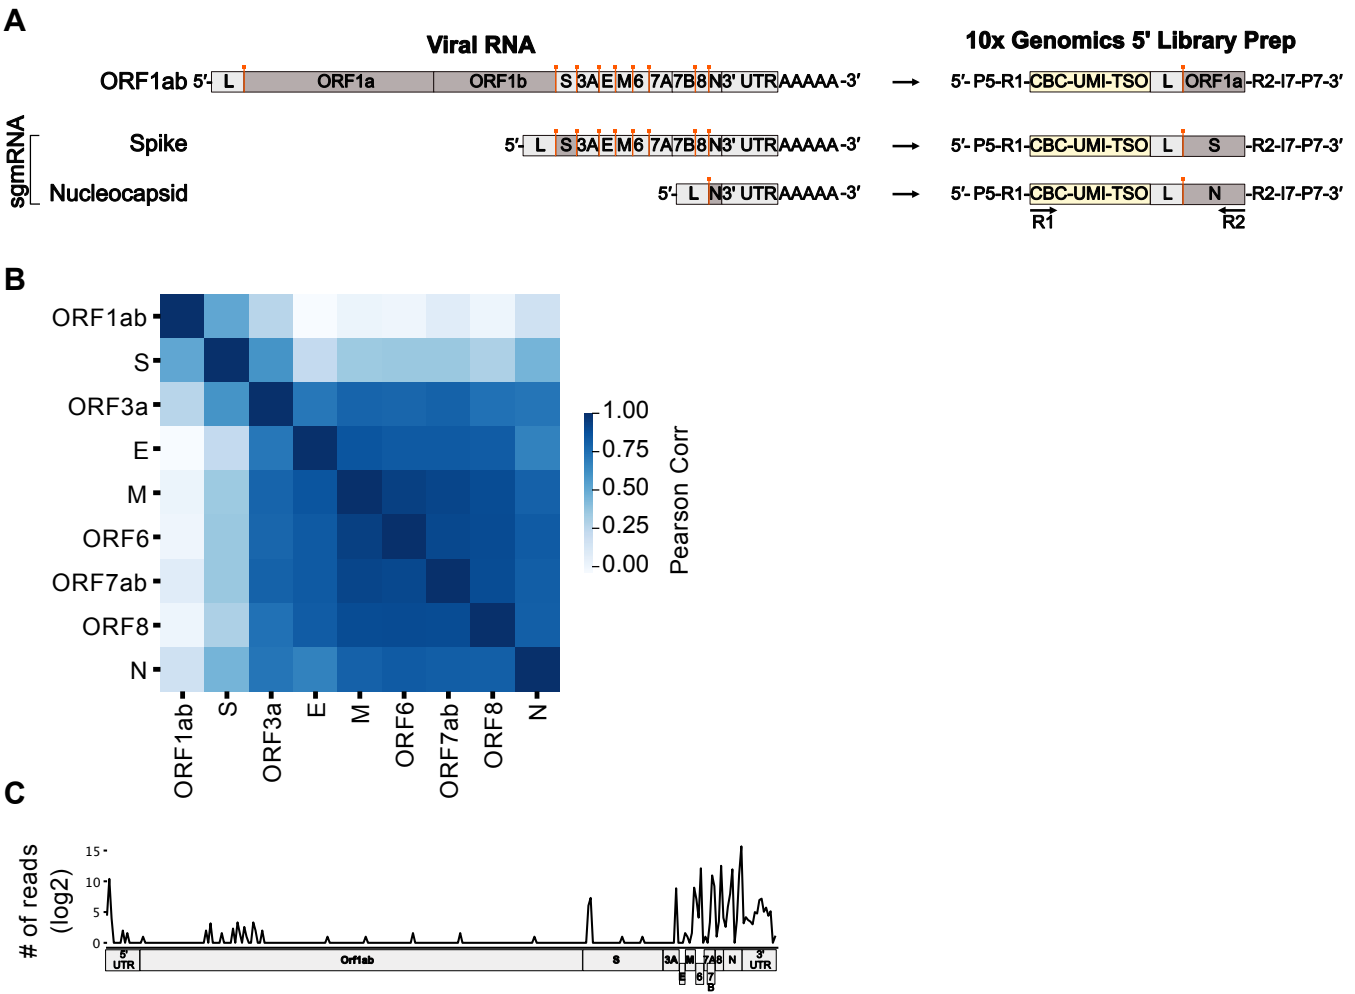 A
Viral RNA
10x Genomics 5' Library Prep
ORF1ab 5′- L ORF1a ORF1b S 3A E M 6 7A 7B 8 N 3' UTR AAAAA -3′
5′- P5-R1- CBC-UMI-TSO L ORF1a -R2-I7-P7-3′
sgmRNA
Spike 5′- L S 3A E M 6 7A 7B 8 N 3' UTR AAAAA -3′
5′- P5-R1- CBC-UMI-TSO L S -R2-I7-P7-3′
Nucleocapsid 5′- L N 3' UTR AAAAA -3′
5′- P5-R1- CBC-UMI-TSO L N -R2-I7-P7-3′
R1 R2
B
ORF1ab
S
ORF3a
E
M
ORF6
ORF7ab
ORF8
N
ORF1ab S ORF3a E M ORF6 ORF7ab ORF8 N
1.00
0.75
0.50
0.25
0.00
Pearson Corr
C
# of reads
(log2)
15
10
5
0
5' UTR Orf1ab S 3A E M 6 7A 7B 8 N 3' UTR